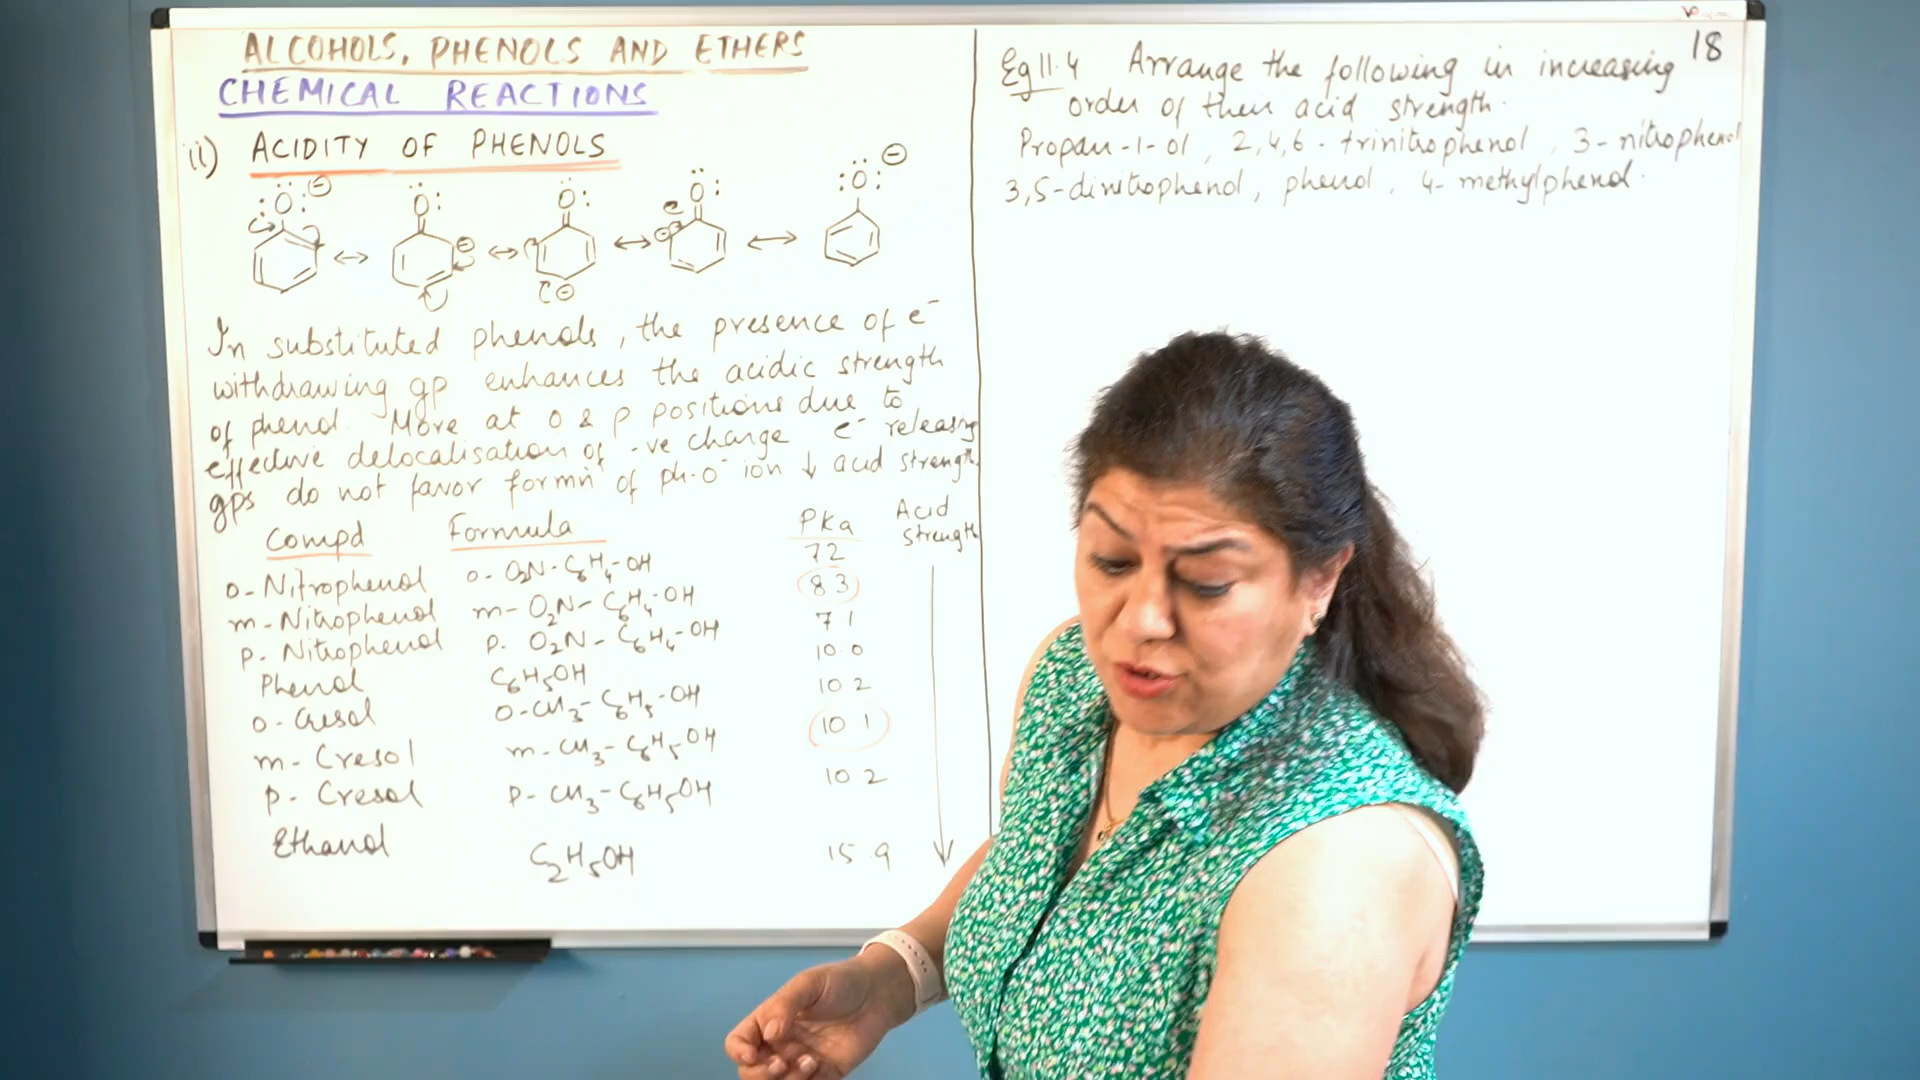 ALCOHOLS, PHENOLS AND ETHERS
CHEMICAL REACTIONS
ii) ACIDITY OF PHENOLS
In substituted phenols, the presence of e⁻
withdrawing gp enhances the acidic strength
of phenol. More at o & p positions due to
effective delocalisation of -ve charge e⁻ releasing
gps do not favor formn of ph-O⁻ ion ↓ acid strength.
Compd Formula Pka Acid strength
o-Nitrophenol o-O₂N-C₆H₄-OH 7.2
m-Nitrophenol m-O₂N-C₆H₄-OH 8.3
p-Nitrophenol p-O₂N-C₆H₄-OH 7.1
Phenol C₆H₅OH 10.0
o-Cresol o-CH₃-C₆H₅-OH 10.2
m-Cresol m-CH₃-C₆H₅OH 10.1
p-Cresol p-CH₃-C₆H₅OH 10.2
Ethanol C₂H₅OH 15.9
18
Eg 11.4 Arrange the following in increasing
order of their acid strength.
Propan-1-ol, 2,4,6-trinitrophenol, 3-nitrophenol
3,5-dinitrophenol, phenol, 4-methylphenol.